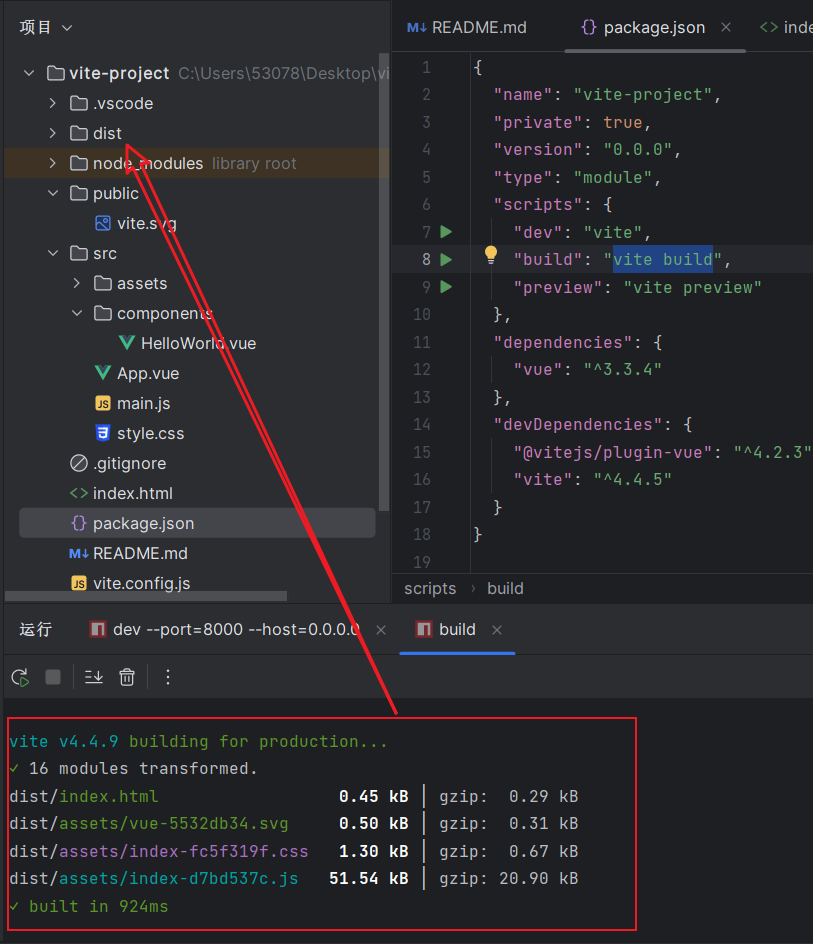 项目
vite-project C:\Users\53078\Desktop\vi
.vscode
dist
node_modules library root
public
vite.svg
src
assets
components
HelloWorld.vue
App.vue
main.js
style.css
.gitignore
index.html
package.json
README.md
vite.config.js
README.md package.json inde
1 {
2 "name": "vite-project",
3 "private": true,
4 "version": "0.0.0",
5 "type": "module",
6 "scripts": {
7 "dev": "vite",
8 "build": "vite build",
9 "preview": "vite preview"
10 },
11 "dependencies": {
12 "vue": "^3.3.4"
13 },
14 "devDependencies": {
15 "@vitejs/plugin-vue": "^4.2.3"
16 "vite": "^4.4.5"
17 }
18 }
19
scripts › build
运行 dev --port=8000 --host=0.0.0.0 build
vite v4.4.9 building for production...
✓ 16 modules transformed.
dist/index.html 0.45 kB │ gzip: 0.29 kB
dist/assets/vue-5532db34.svg 0.50 kB │ gzip: 0.31 kB
dist/assets/index-fc5f319f.css 1.30 kB │ gzip: 0.67 kB
dist/assets/index-d7bd537c.js 51.54 kB │ gzip: 20.90 kB
✓ built in 924ms